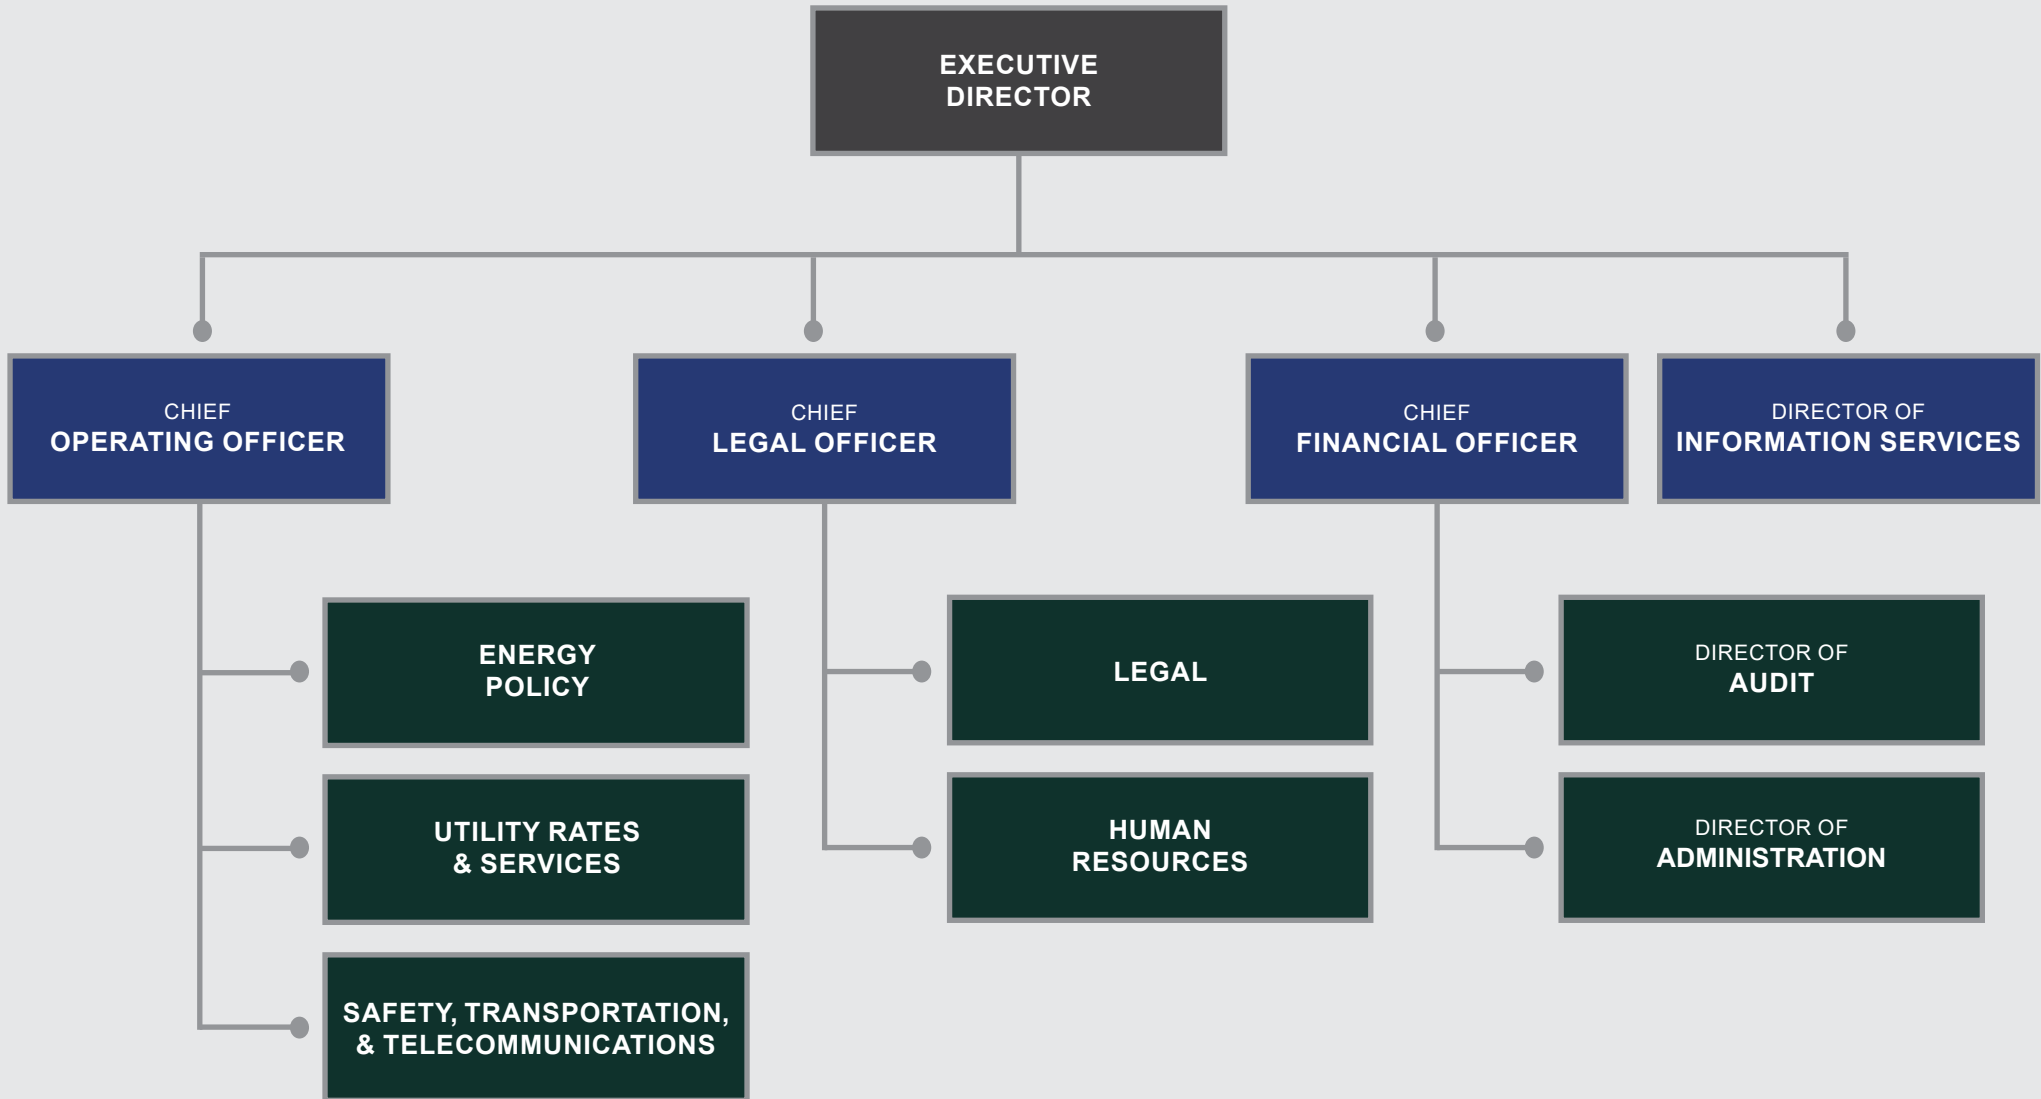 EXECUTIVE
DIRECTOR
CHIEF
OPERATING OFFICER
CHIEF
LEGAL OFFICER
CHIEF
FINANCIAL OFFICER
DIRECTOR OF
INFORMATION SERVICES
ENERGY
POLICY
UTILITY RATES
& SERVICES
SAFETY, TRANSPORTATION,
& TELECOMMUNICATIONS
LEGAL
HUMAN
RESOURCES
DIRECTOR OF
AUDIT
DIRECTOR OF
ADMINISTRATION